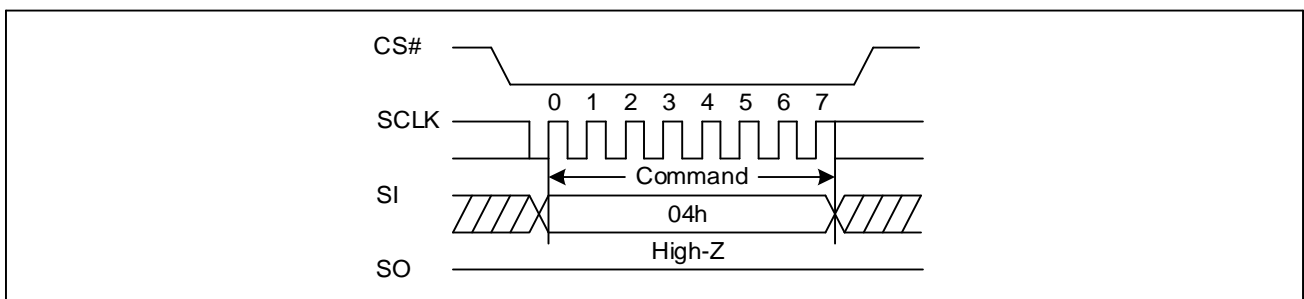 CS#
0 1 2 3 4 5 6 7
SCLK
Command
SI
04h
High-Z
SO